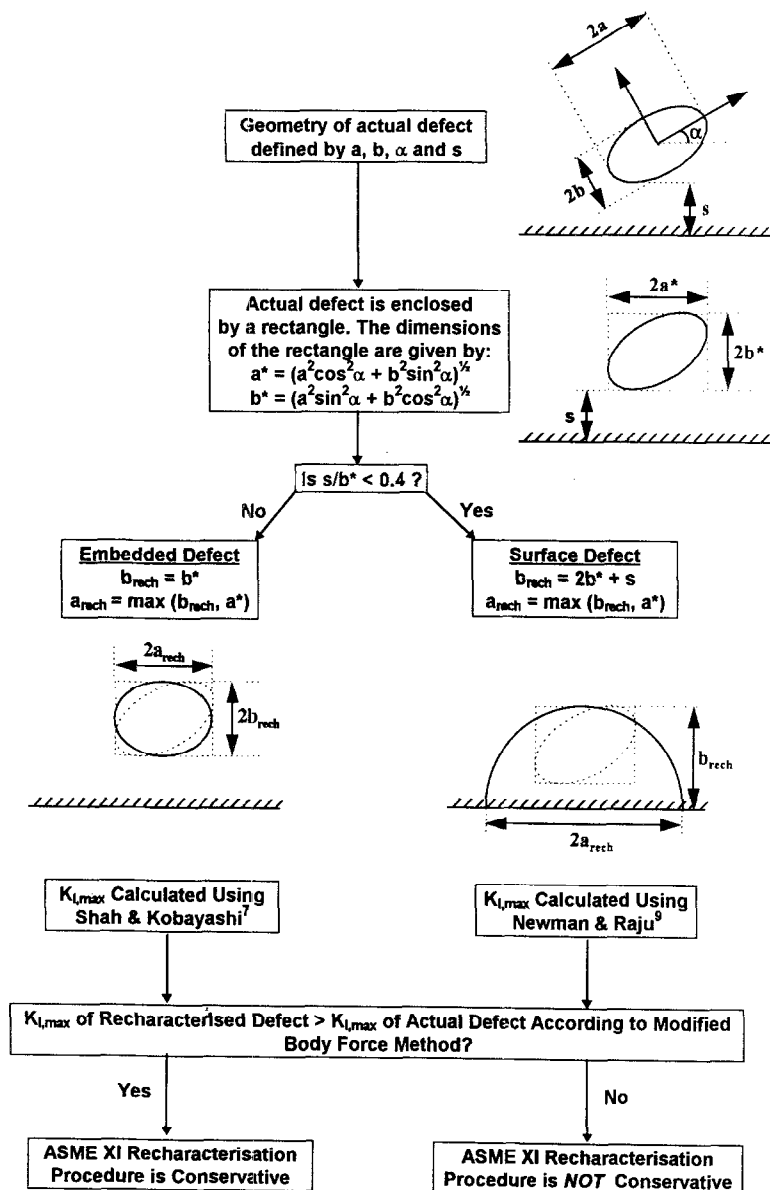 2a
α
2b
s
Geometry of actual defect
defined by a, b, α and s
Actual defect is enclosed
by a rectangle. The dimensions
of the rectangle are given by:
a* = (a²cos²α + b²sin²α)^½
b* = (a²sin²α + b²cos²α)^½
2a*
2b*
s
Is s/b* < 0.4 ?
No
Yes
Embedded Defect
b_rech = b*
a_rech = max (b_rech, a*)
Surface Defect
b_rech = 2b* + s
a_rech = max (b_rech, a*)
2a_rech
2b_rech
b_rech
2a_rech
K_I,max Calculated Using
Shah & Kobayashi⁷
K_I,max Calculated Using
Newman & Raju⁹
K_I,max of Recharacterised Defect > K_I,max of Actual Defect According to Modified
Body Force Method?
Yes
No
ASME XI Recharacterisation
Procedure is Conservative
ASME XI Recharacterisation
Procedure is NOT Conservative